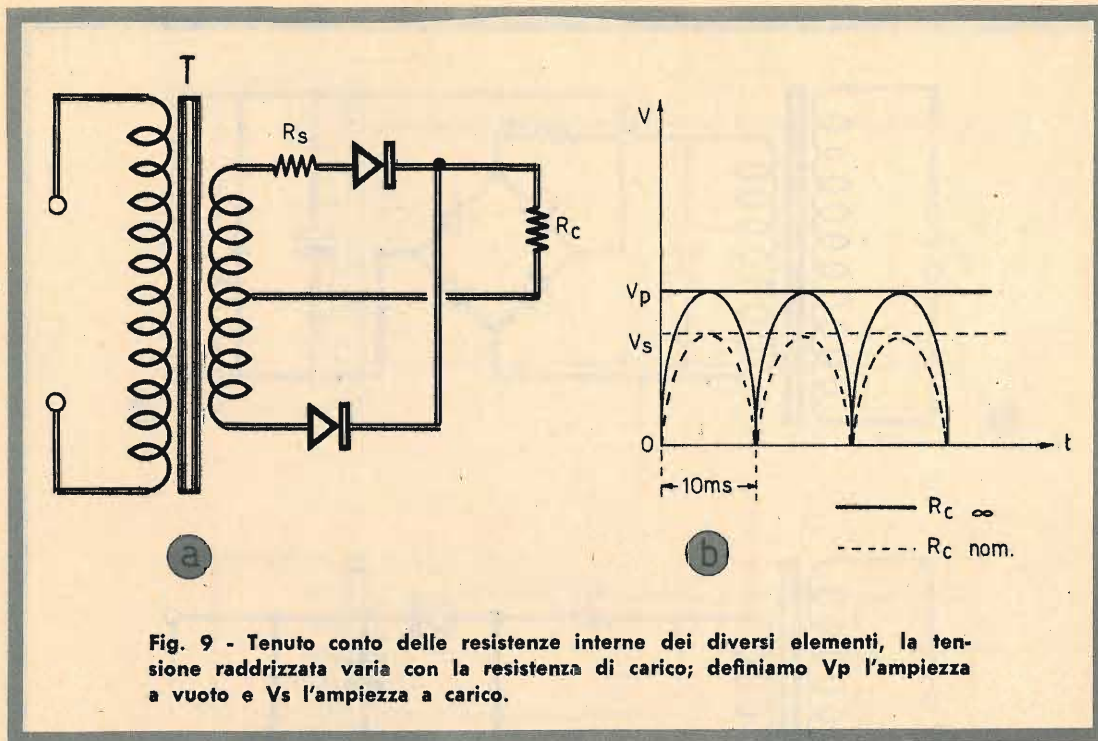 T
Rs
Rc
a
V
Vp
Vs
0
t
10ms
Rc ∞
Rc nom.
b
Fig. 9 - Tenuto conto delle resistenze interne dei diversi elementi, la ten-
sione raddrizzata varia con la resistenza di carico; definiamo Vp l'ampiezza
a vuoto e Vs l'ampiezza a carico.